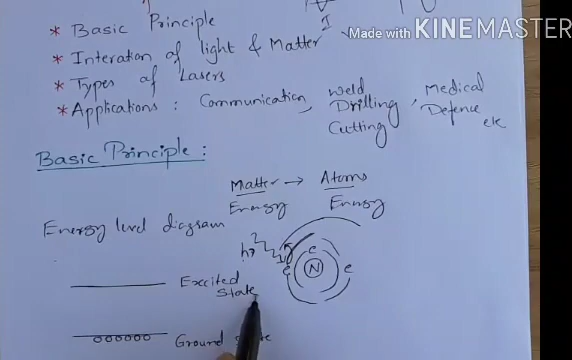 Made with KINEMASTER
* Basic Principle
* Interation of light & Matter
* Types of Lasers
* Applications : Communication, weld Drilling, Cutting Medical Defence etc
Basic Principle :
Matter → Atoms
Energy Energy
Energy level diagram
hν
e
e N e
Excited State
Ground